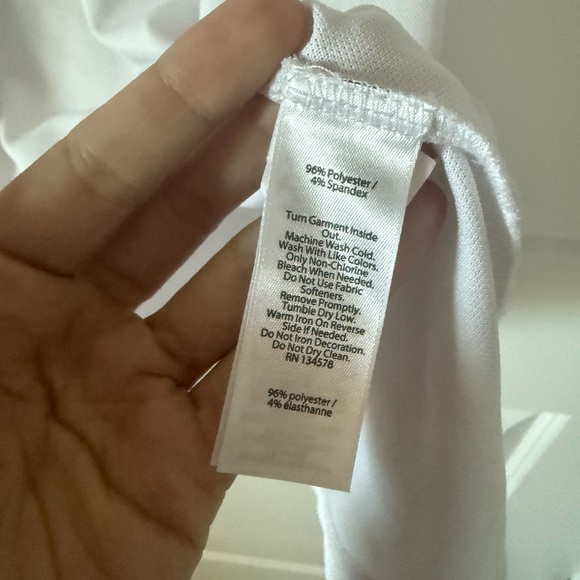 96% Polyester /
4% Spandex
Turn Garment Inside
Out.
Machine Wash Cold.
Wash With Like Colors.
Only Non-Chlorine
Bleach When Needed.
Do Not Use Fabric
Softeners.
Remove Promptly.
Tumble Dry Low.
Warm Iron On Reverse
Side If Needed.
Do Not Iron Decoration.
Do Not Dry Clean.
RN 134578
96% polyester /
4% élasthanne